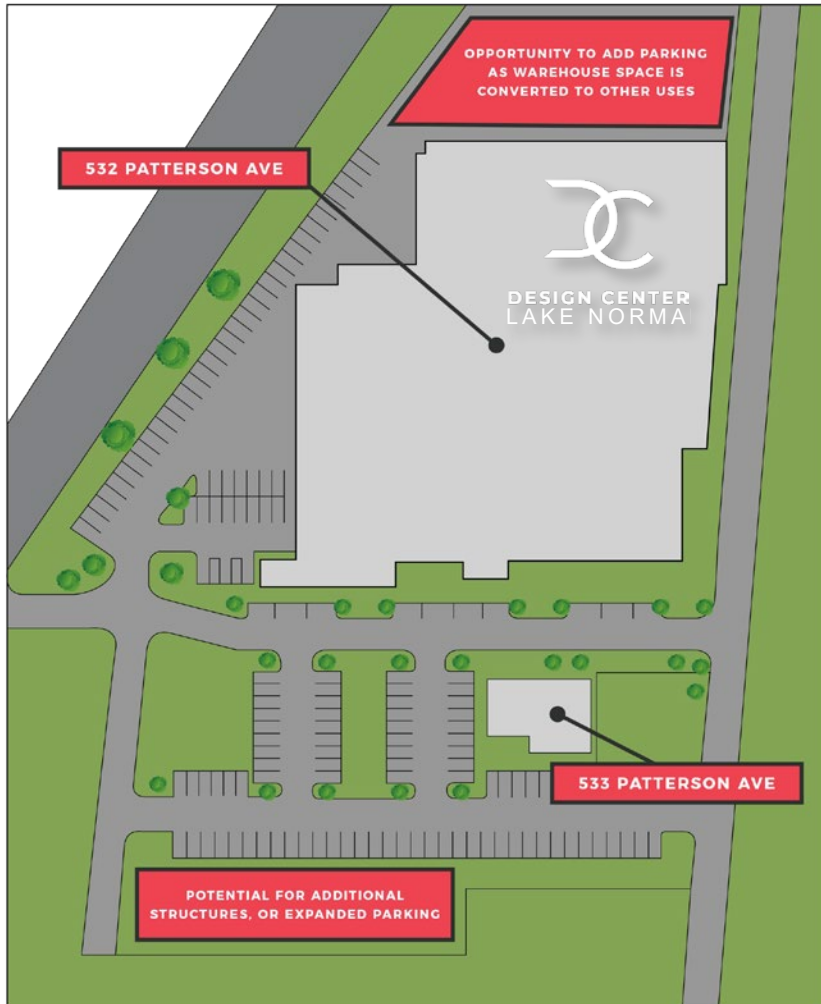 OPPORTUNITY TO ADD PARKING
AS WAREHOUSE SPACE IS
CONVERTED TO OTHER USES
532 PATTERSON AVE
DESIGN CENTER
LAKE NORMA
533 PATTERSON AVE
POTENTIAL FOR ADDITIONAL
STRUCTURES, OR EXPANDED PARKING